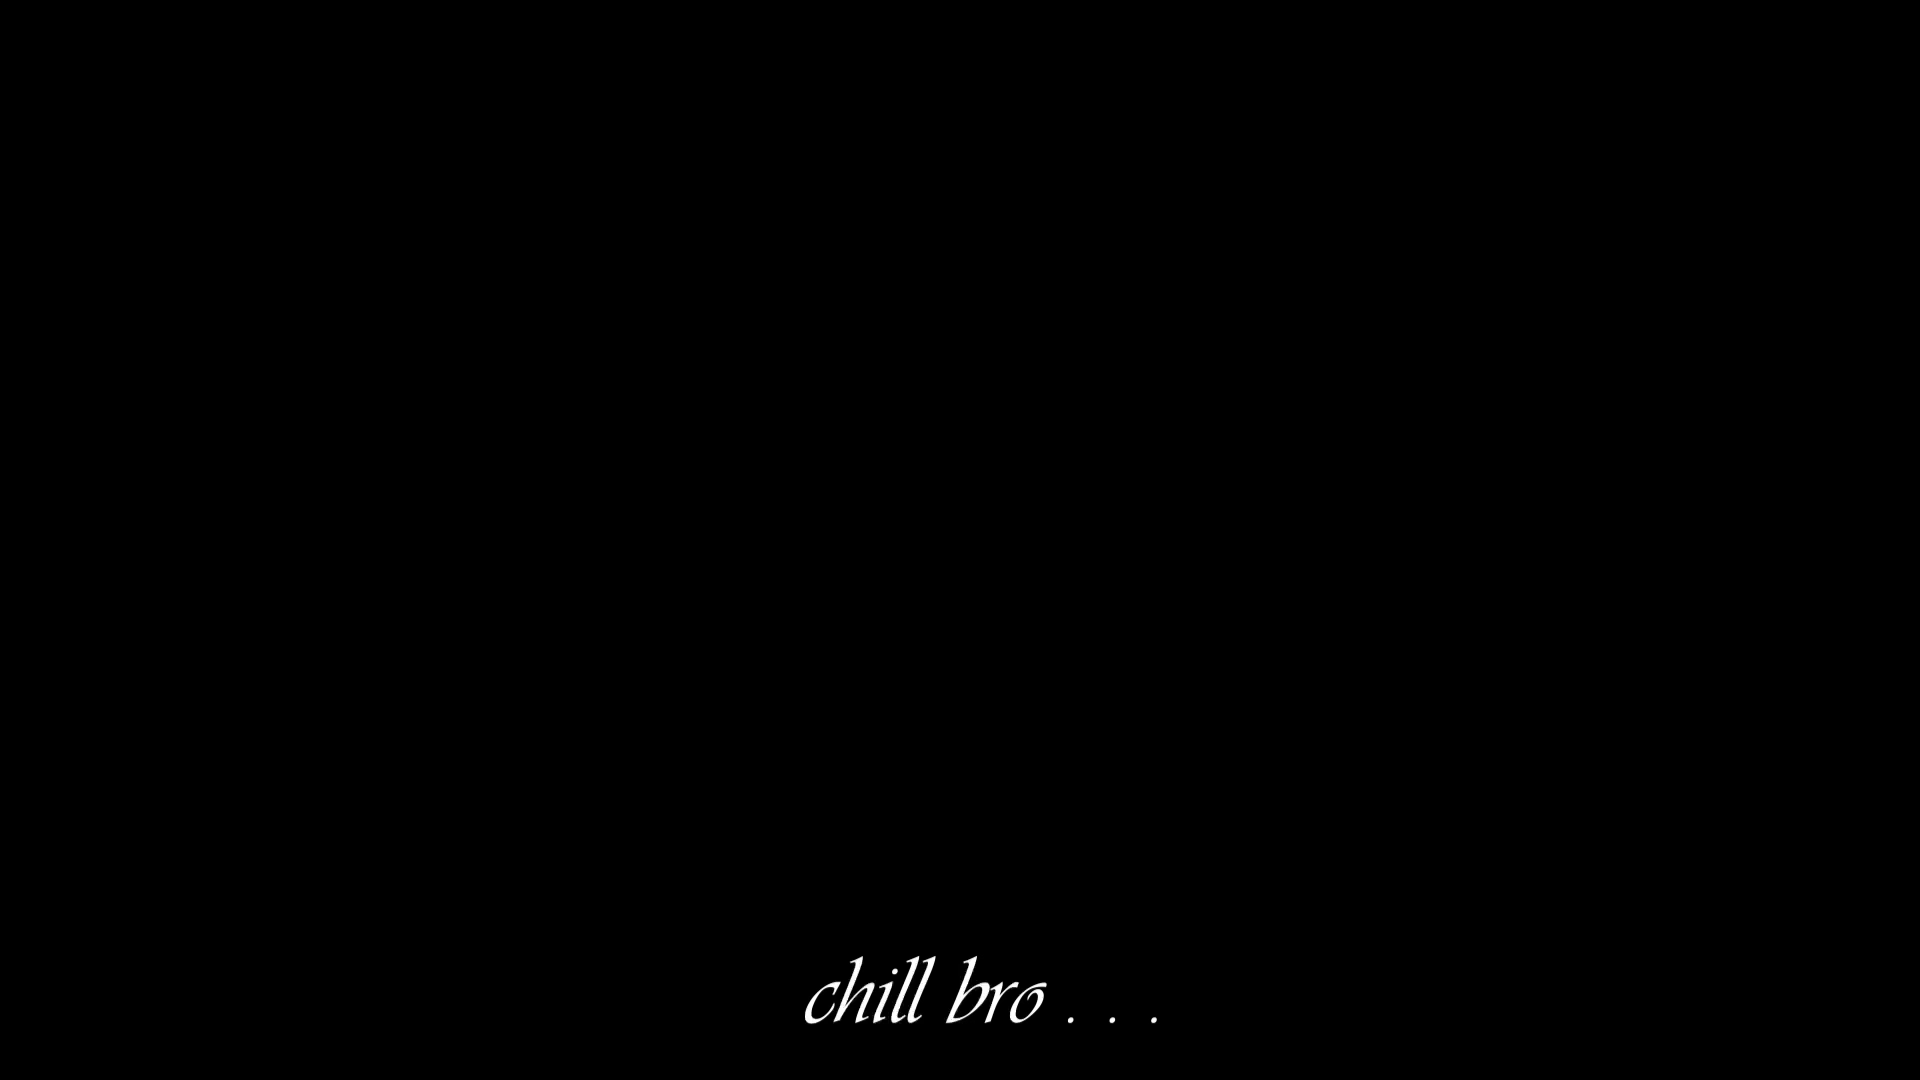 chill bro . . .